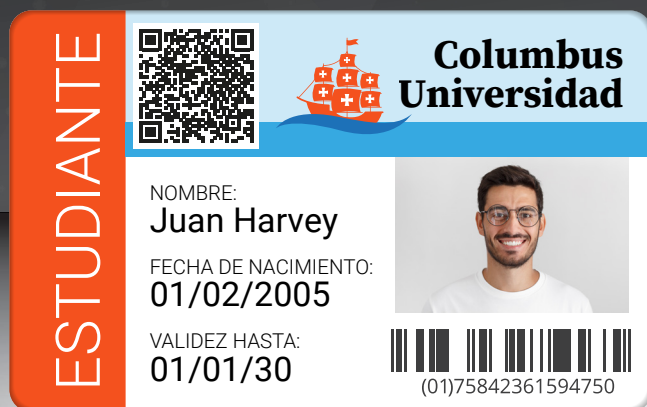 ESTUDIANTE
Columbus
Universidad
NOMBRE:
Juan Harvey
FECHA DE NACIMIENTO:
01/02/2005
VALIDEZ HASTA:
01/01/30
(01)75842361594750